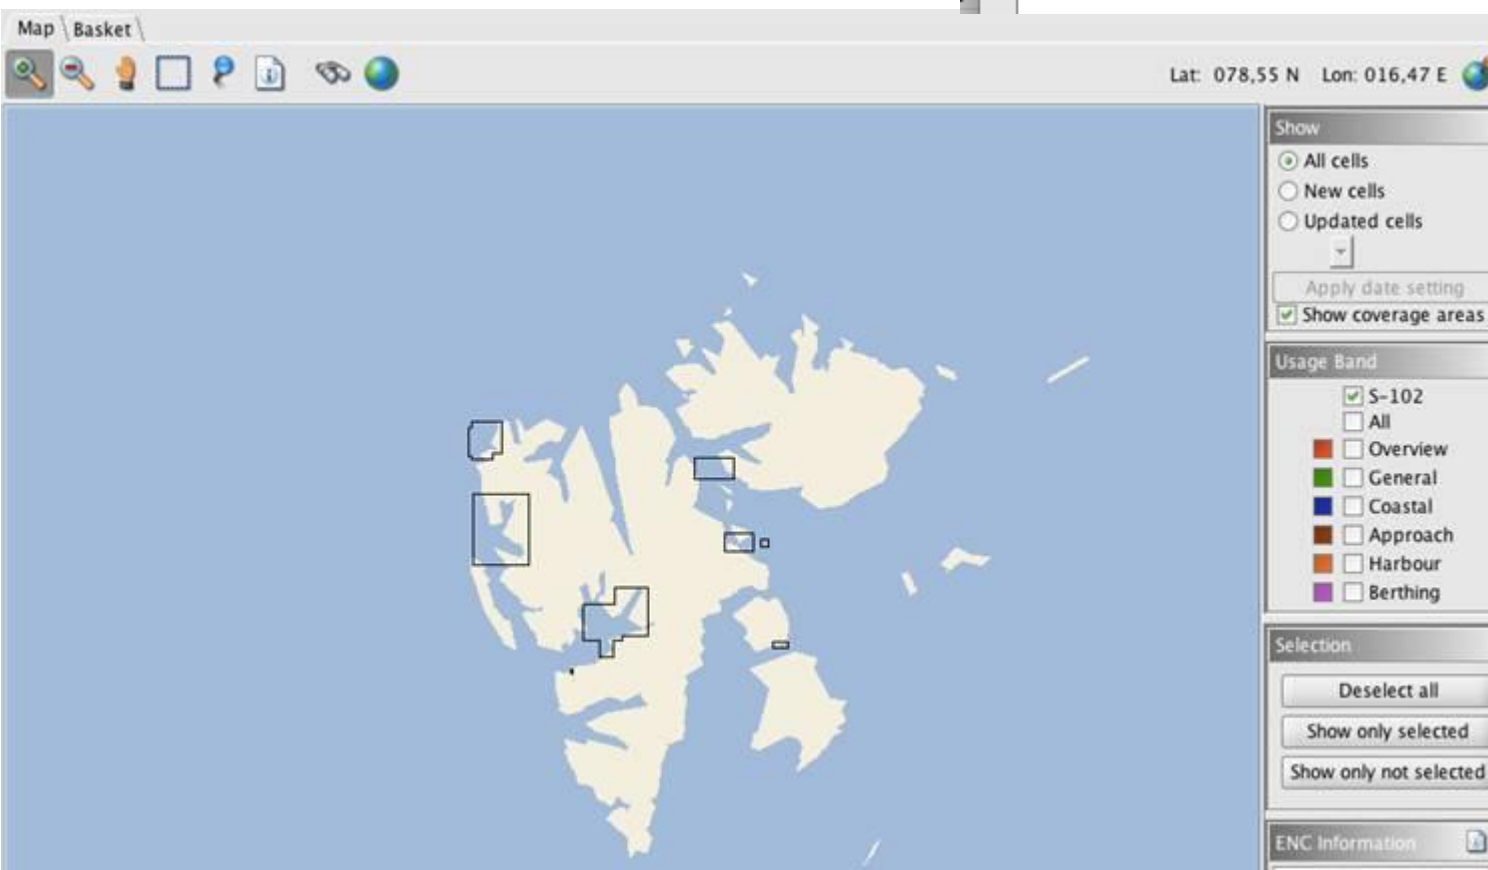 Map
Basket
Lat: 078,55 N Lon: 016,47 E
Show
All cells
New cells
Updated cells
Apply date setting
Show coverage areas
Usage Band
S-102
All
Overview
General
Coastal
Approach
Harbour
Berthing
Selection
Deselect all
Show only selected
Show only not selected
ENC Information